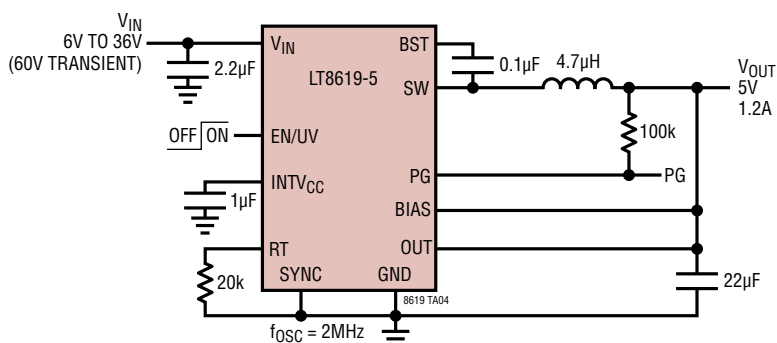 V_IN
6V TO 36V
(60V TRANSIENT)
2.2µF
V_IN
BST
LT8619-5
0.1µF
4.7µH
SW
V_OUT
5V
1.2A
100k
OFF ON
EN/UV
PG
PG
INTV_CC
1µF
BIAS
OUT
RT
20k
SYNC
GND
22µF
8619 TA04
f_OSC = 2MHz